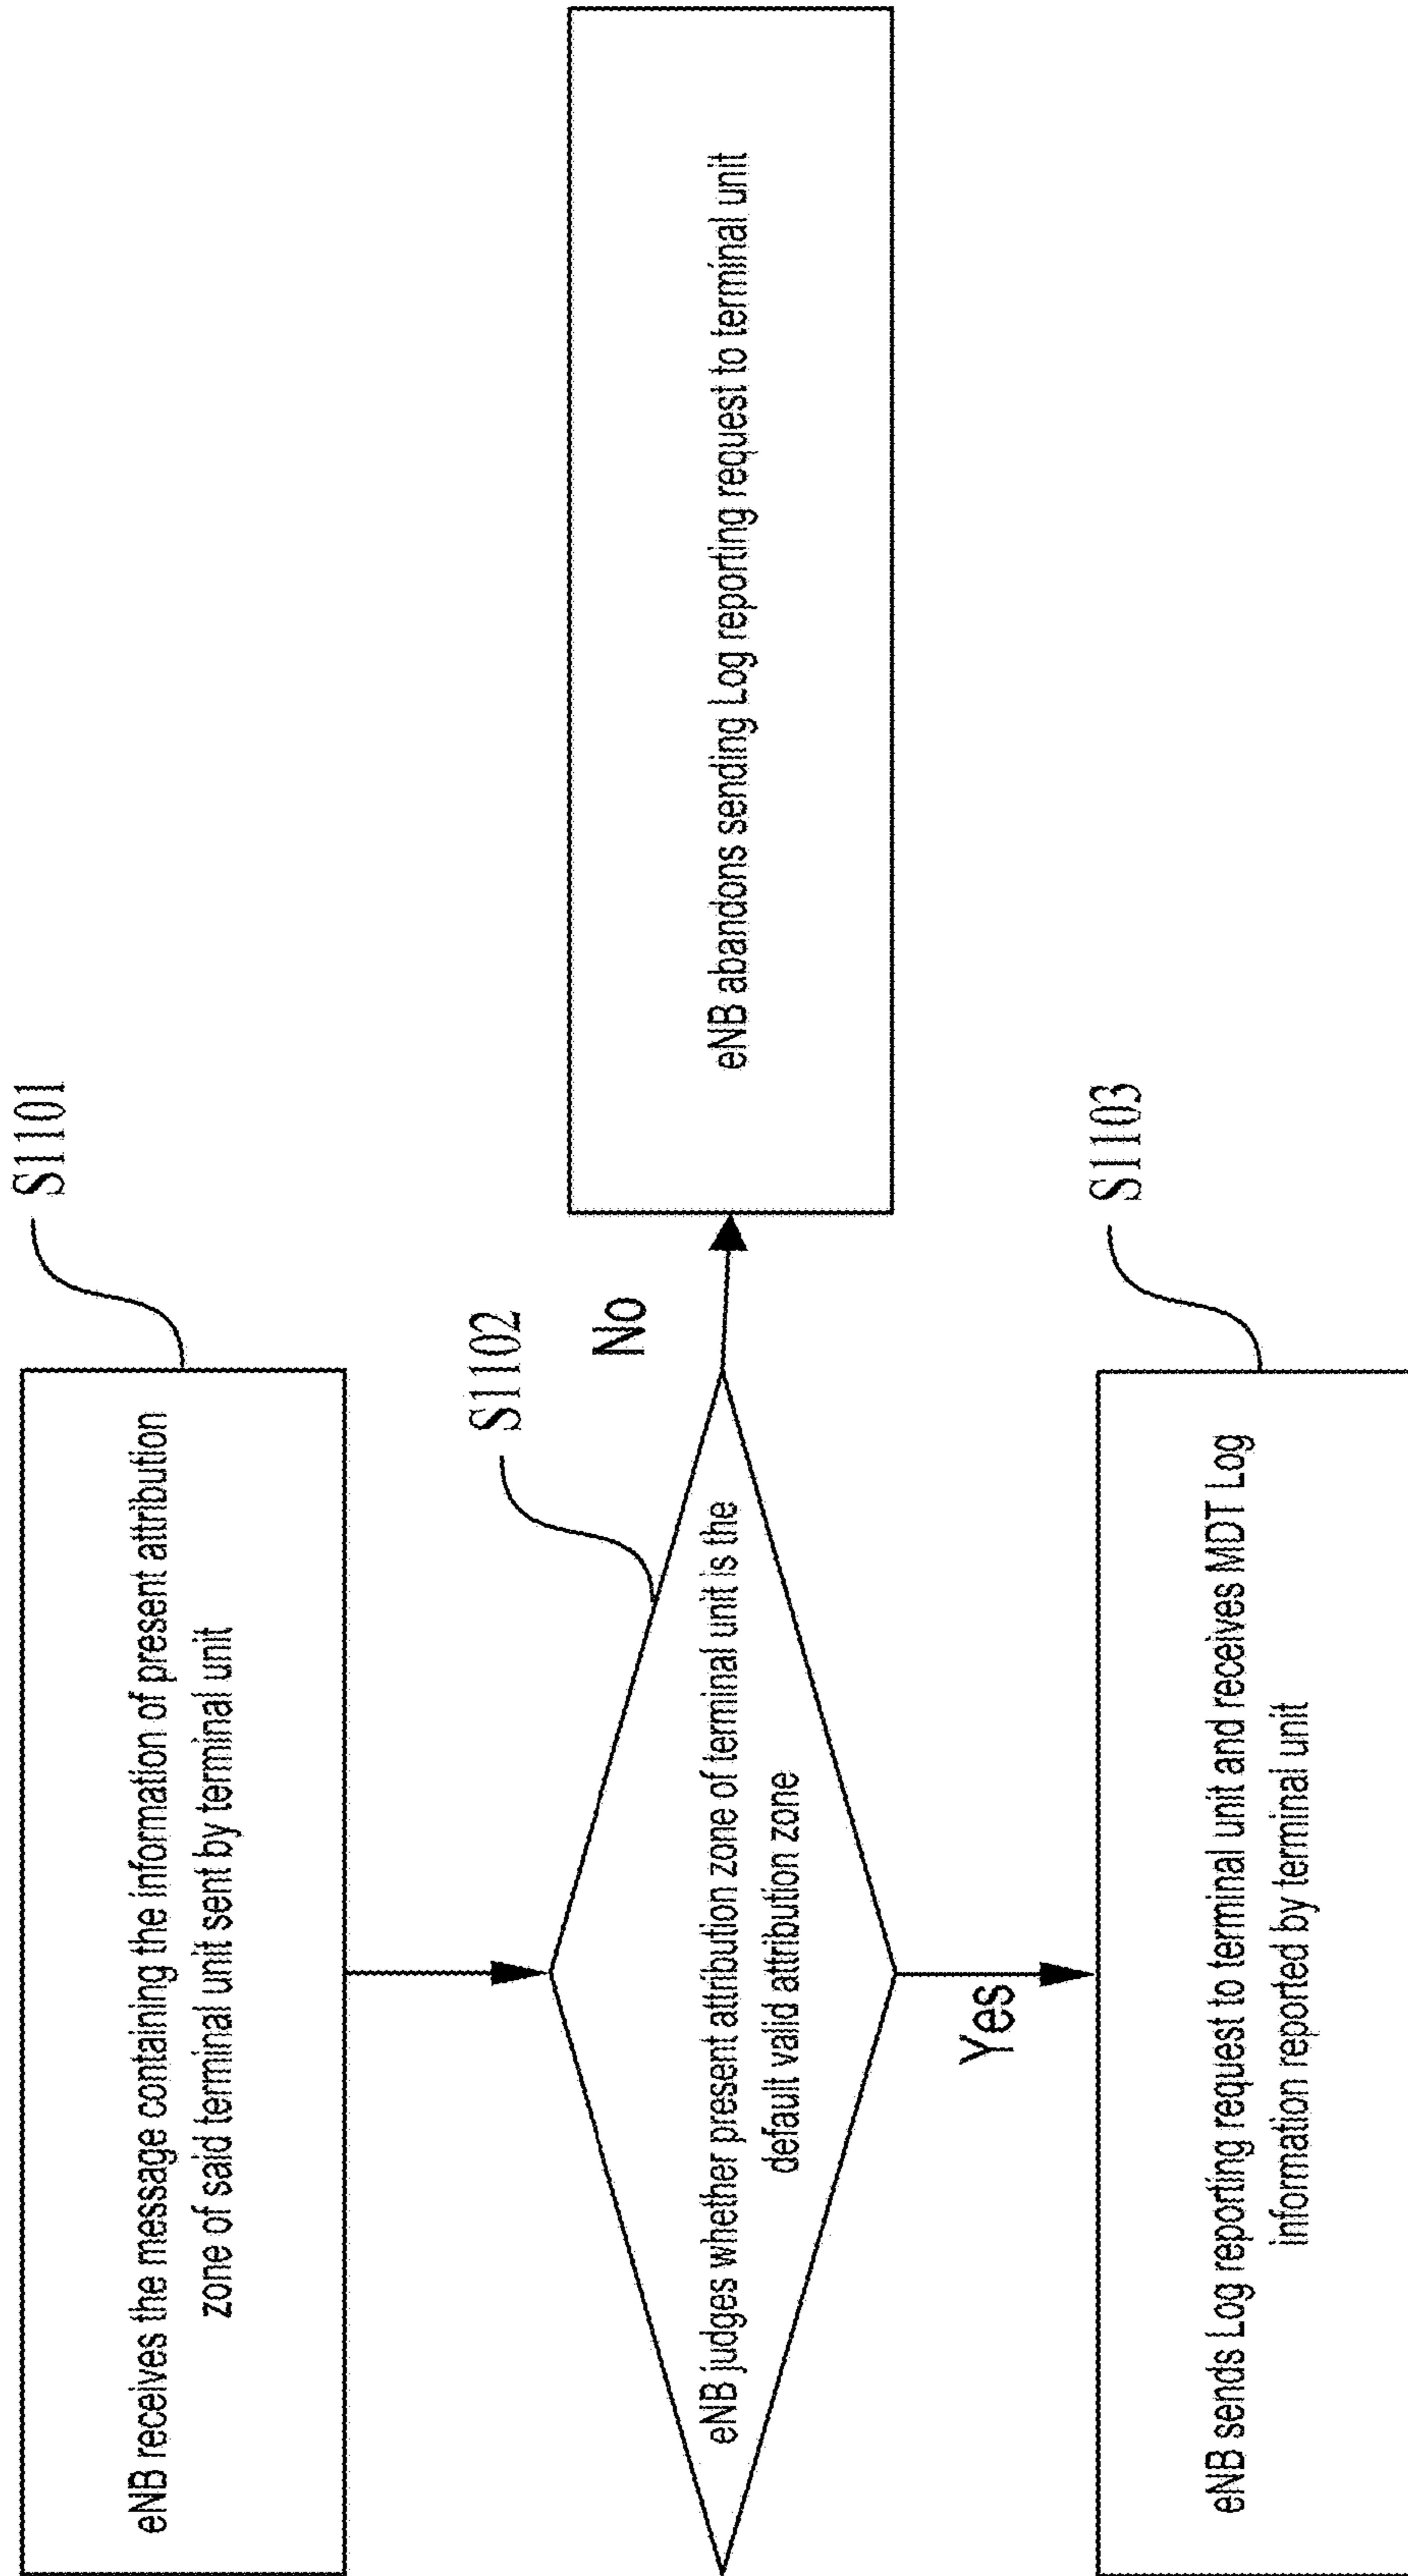 eNB receives the message containing the information of present attribution
zone of said terminal unit sent by terminal unit
S1101
eNB judges whether present attribution zone of terminal unit is the
default valid attribution zone
S1102
No
eNB abandons sending Log reporting request to terminal unit
Yes
eNB sends Log reporting request to terminal unit and receives MDT Log
information reported by terminal unit
S1103